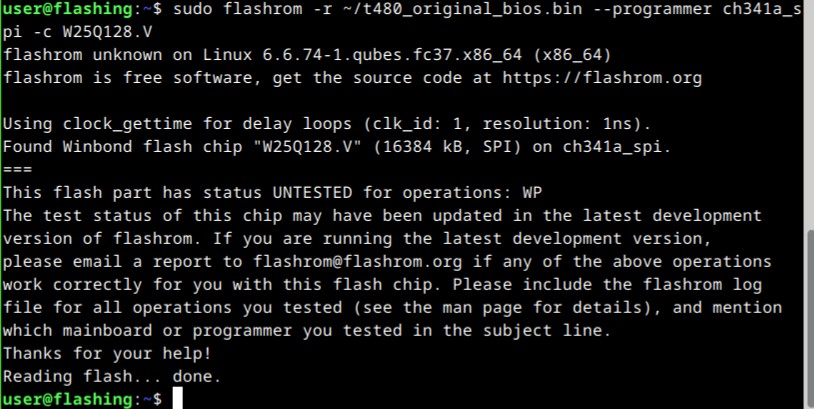 user@flashing:~$ sudo flashrom -r ~/t480_original_bios.bin --programmer ch341a_s
pi -c W25Q128.V
flashrom unknown on Linux 6.6.74-1.qubes.fc37.x86_64 (x86_64)
flashrom is free software, get the source code at https://flashrom.org

Using clock_gettime for delay loops (clk_id: 1, resolution: 1ns).
Found Winbond flash chip "W25Q128.V" (16384 kB, SPI) on ch341a_spi.
===
This flash part has status UNTESTED for operations: WP
The test status of this chip may have been updated in the latest development
version of flashrom. If you are running the latest development version,
please email a report to flashrom@flashrom.org if any of the above operations
work correctly for you with this flash chip. Please include the flashrom log
file for all operations you tested (see the man page for details), and mention
which mainboard or programmer you tested in the subject line.
Thanks for your help!
Reading flash... done.
user@flashing:~$